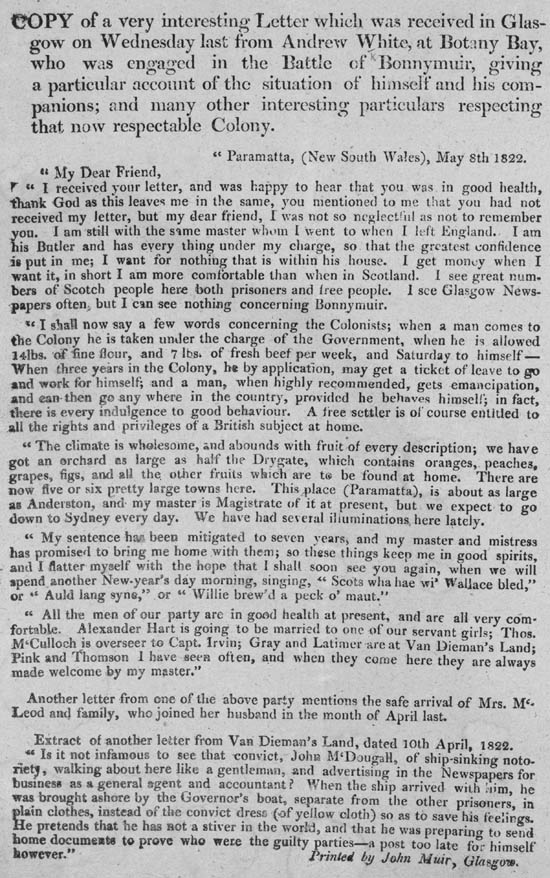 COPY of a very interesting Letter which was received in Glas-
gow on Wednesday last from Andrew White, at Botany Bay,
who was engaged in the Battle of Bonnymuir, giving
a particular account of the situation of himself and his com-
panions; and many other interesting particulars respecting
that now respectable Colony.
" Paramatta, (New South Wales), May 8th 1822.
" My Dear Friend,
" I received your letter, and was happy to hear that you was in good health,
thank God as this leaves me in the same, you mentioned to me that you had not
received my letter, but my dear friend, I was not so neglectful as not to remember
you. I am still with the same master whom I went to when I left England. I am
his Butler and has every thing under my charge, so that the greatest confidence
is put in me; I want for nothing that is within his house. I get money when I
want it, in short I am more comfortable than when in Scotland. I see great num-
bers of Scotch people here both prisoners and free people. I see Glasgow News-
papers often, but I can see nothing concerning Bonnymuir.
" I shall now say a few words concerning the Colonists; when a man comes to
the Colony he is taken under the charge of the Government, when he is allowed
14lbs. of fine flour, and 7 lbs. of fresh beef per week, and Saturday to himself—
When three years in the Colony, he by application, may get a ticket of leave to go
and work for himself; and a man, when highly recommended, gets emancipation,
and can then go any where in the country, provided he behaves himself; in fact,
there is every indulgence to good behaviour. A free settler is of course entitled to
all the rights and privileges of a British subject at home.
" The climate is wholesome, and abounds with fruit of every description; we have
got an orchard as large as half the Drygate, which contains oranges, peaches,
grapes, figs, and all the other fruits which are to be found at home. There are
now five or six pretty large towns here. This place (Paramatta), is about as large
as Anderston, and my master is Magistrate of it at present, but we expect to go
down to Sydney every day. We have had several illuminations here lately.
" My sentence has been mitigated to seven years, and my master and mistress
has promised to bring me home with them; so these things keep me in good spirits,
and I flatter myself with the hope that I shall soon see you again, when we will
spend another New-year's day morning, singing, " Scots wha hae wi' Wallace bled,"
or " Auld lang syne," or " Willie brew'd a peck o' maut."
" All the men of our party are in good health at present, and are all very com-
fortable. Alexander Hart is going to be married to one of our servant girls; Thos.
M'Culloch is overseer to Capt. Irvin; Gray and Latimer are at Van Dieman's Land;
Pink and Thomson I have seen often, and when they come here they are always
made welcome by my master."
Another letter from one of the above party mentions the safe arrival of Mrs. Mc-
Leod and family, who joined her husband in the month of April last.
Extract of another letter from Van Dieman's Land, dated 10th April, 1822.
" Is it not infamous to see that convict, John M'Dougall, of ship-sinking noto-
riety, walking about here like a gentleman, and advertising in the Newspapers for
business as a general agent and accountant? When the ship arrived with him, he
was brought ashore by the Governor's boat, separate from the other prisoners, in
plain clothes, instead of the convict dress (of yellow cloth) so as to save his feelings.
He pretends that he has not a stiver in the world, and that he was preparing to send
home documents to prove who were the guilty parties—a post too late for himself
however."
Printed by John Muir, Glasgow.